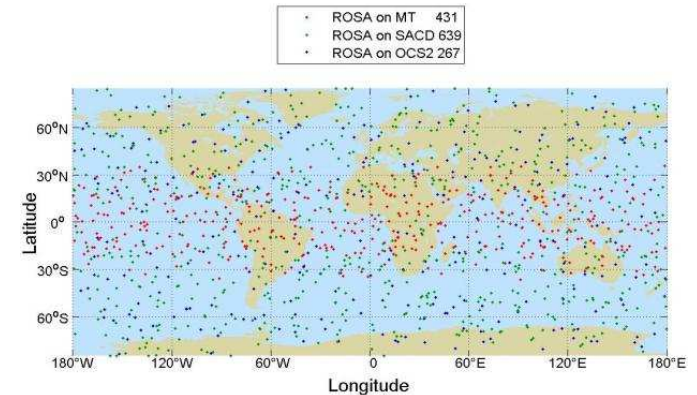 ROSA on MT 431
ROSA on SACD 639
ROSA on OCS2 267
60°N
30°N
0°
30°S
60°S
Latitude
180°W 120°W 60°W 0 60°E 120°E 180°E
Longitude